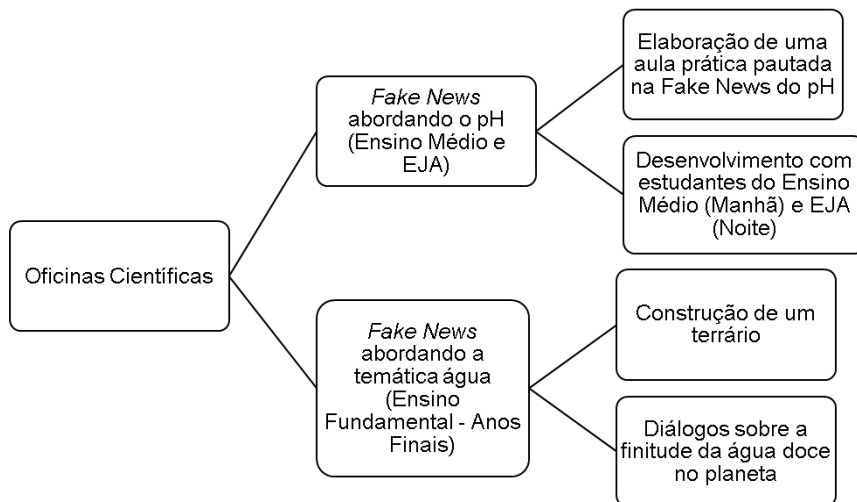 Oficinas Científicas
Fake News
abordando o pH
(Ensino Médio e
EJA)
Elaboração de uma
aula prática pautada
na Fake News do pH
Desenvolvimento com
estudantes do Ensino
Médio (Manhã) e EJA
(Noite)
Fake News
abordando a
temática água
(Ensino
Fundamental - Anos
Finais)
Construção de um
terrário
Diálogos sobre a
finitude da água doce
no planeta